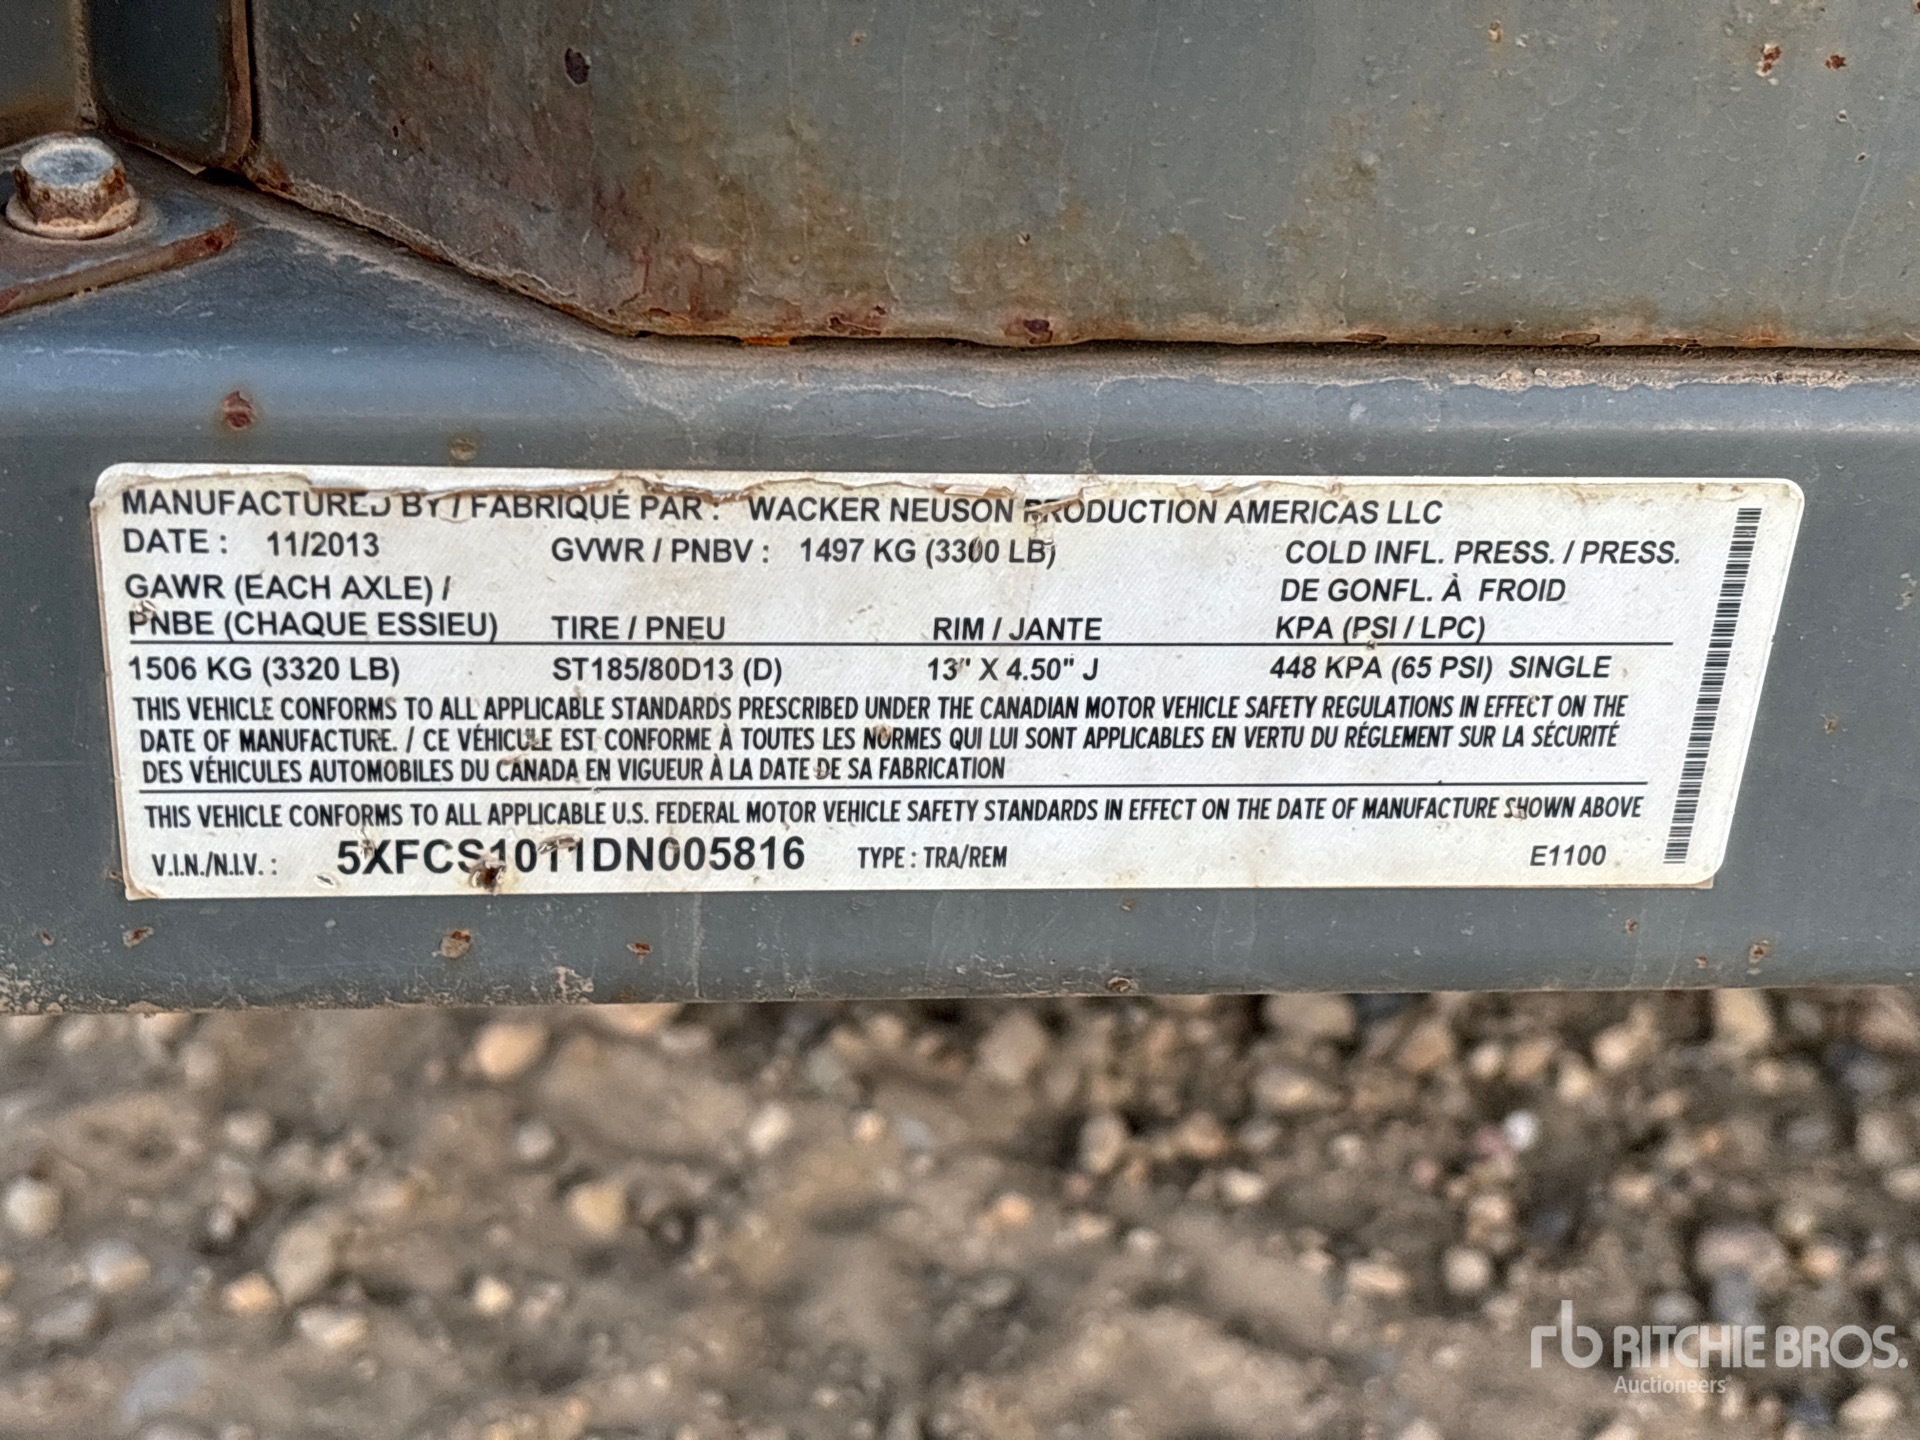 MANUFACTURED BY / FABRIQUÉ PAR : WACKER NEUSON PRODUCTION AMERICAS LLC
DATE : 11/2013 GVWR / PNBV : 1497 KG (3300 LB) COLD INFL. PRESS. / PRESS.
GAWR (EACH AXLE) / DE GONFL. À FROID
PNBE (CHAQUE ESSIEU) TIRE / PNEU RIM / JANTE KPA (PSI / LPC)
1506 KG (3320 LB) ST185/80D13 (D) 13" X 4.50" J 448 KPA (65 PSI) SINGLE
THIS VEHICLE CONFORMS TO ALL APPLICABLE STANDARDS PRESCRIBED UNDER THE CANADIAN MOTOR VEHICLE SAFETY REGULATIONS IN EFFECT ON THE
DATE OF MANUFACTURE. / CE VÉHICULE EST CONFORME À TOUTES LES NORMES QUI LUI SONT APPLICABLES EN VERTU DU RÉGLEMENT SUR LA SÉCURITÉ
DES VÉHICULES AUTOMOBILES DU CANADA EN VIGUEUR À LA DATE DE SA FABRICATION
THIS VEHICLE CONFORMS TO ALL APPLICABLE U.S. FEDERAL MOTOR VEHICLE SAFETY STANDARDS IN EFFECT ON THE DATE OF MANUFACTURE SHOWN ABOVE
V.I.N./N.I.V. : 5XFCS1011DN005816 TYPE : TRA/REM E1100
rb RITCHIE BROS.
Auctioneers